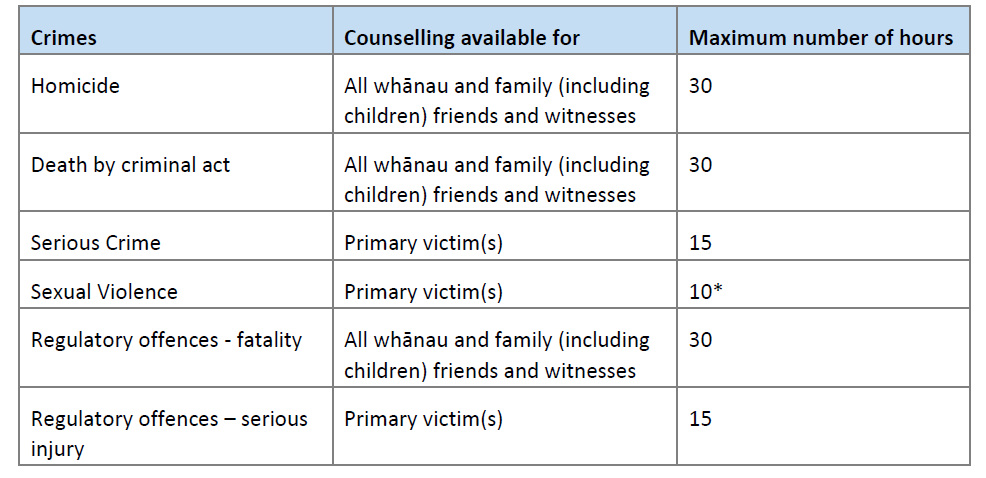 Crimes Counselling available for Maximum number of hours
Homicide All whānau and family (including 30
children) friends and witnesses
Death by criminal act All whānau and family (including 30
children) friends and witnesses
Serious Crime Primary victim(s) 15
Sexual Violence Primary victim(s) 10*
Regulatory offences - fatality All whānau and family (including 30
children) friends and witnesses
Regulatory offences – serious Primary victim(s) 15
injury